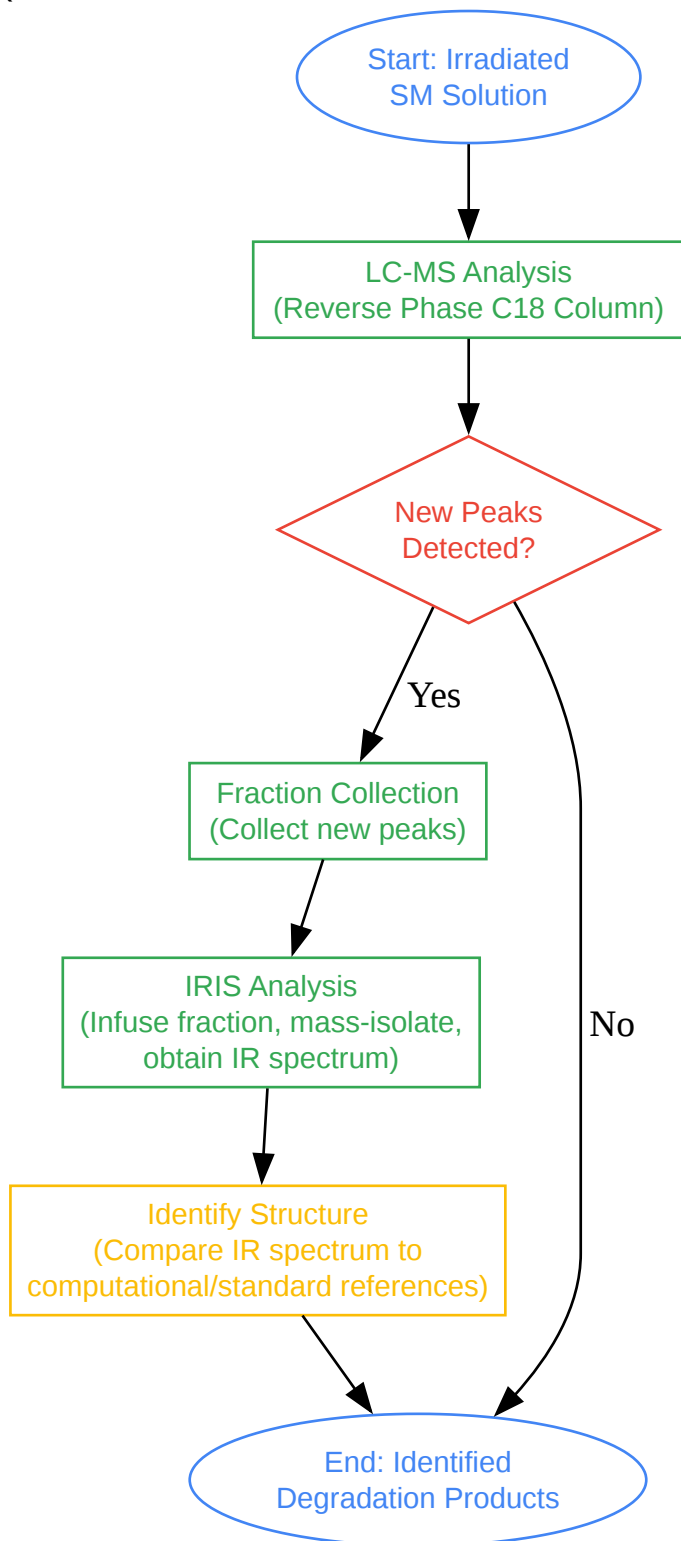 Start: Irradiated
SM Solution
LC-MS Analysis
(Reverse Phase C18 Column)
New Peaks
Detected?
Yes
Fraction Collection
(Collect new peaks)
IRIS Analysis
(Infuse fraction, mass-isolate,
obtain IR spectrum)
No
Identify Structure
(Compare IR spectrum to
computational/standard references)
End: Identified
Degradation Products